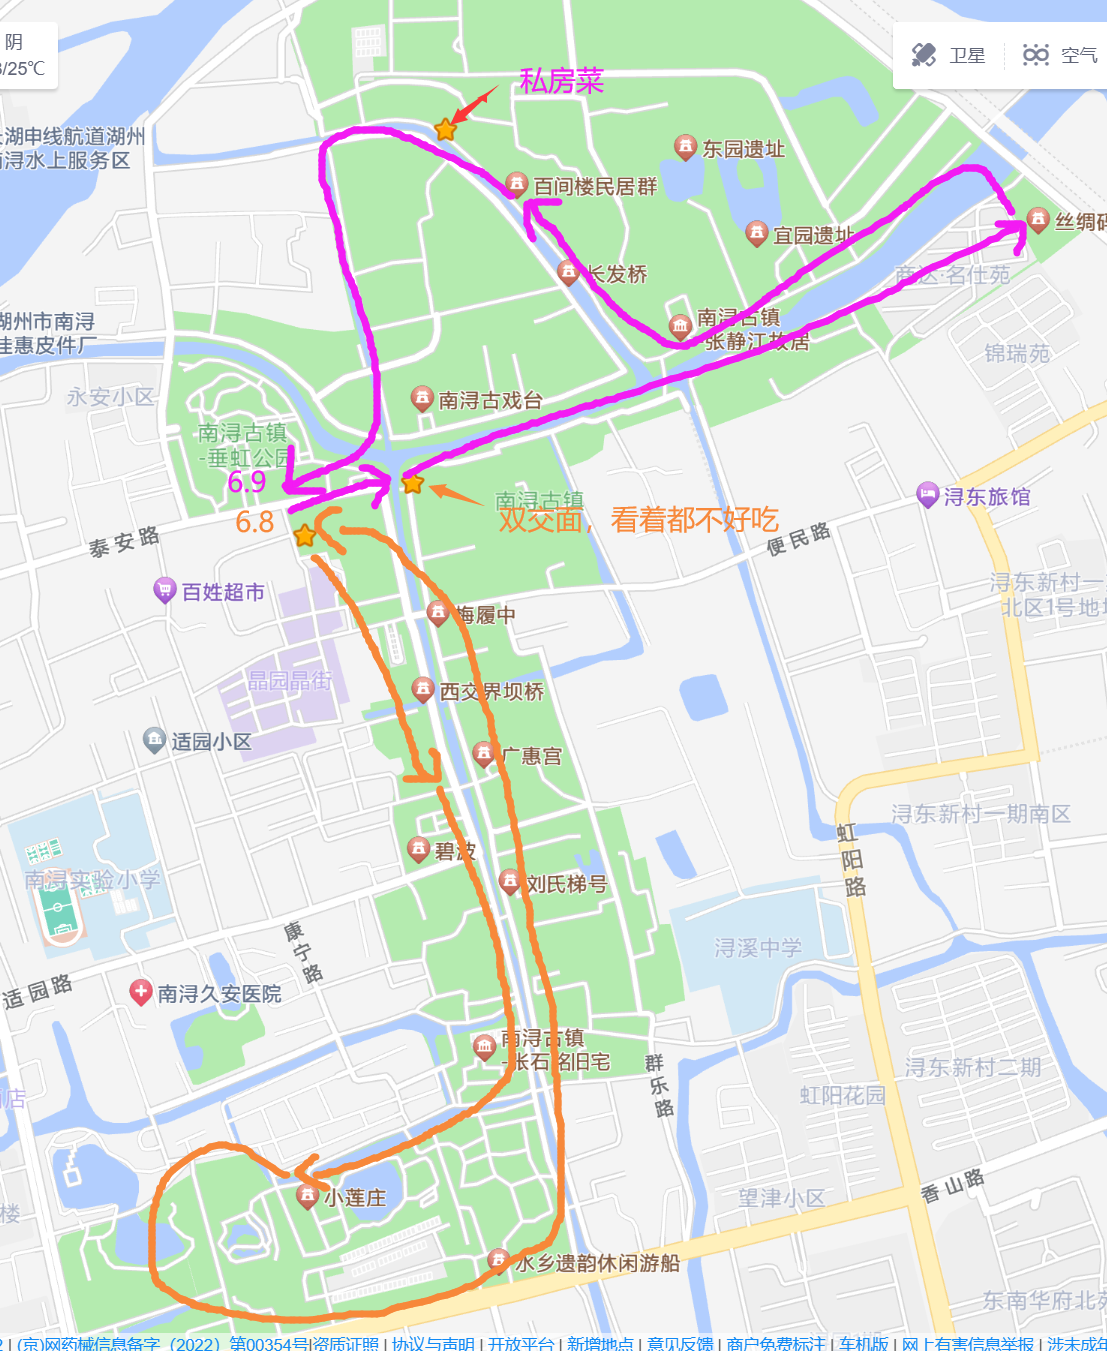 阴
卫星
空气
/25℃
私房菜
湖申线航道湖州
浔水上服务区
东园遗址
百间楼民居群
丝绸码
宜园遗址
长发桥
商达·名仕苑
湖州市南浔
佳惠皮件厂
南浔古镇
-张静江故居
锦瑞苑
永安小区
南浔古戏台
南浔古镇
-垂虹公园
6.9
6.8
南浔古镇
双交面，看着都不好吃
浔东旅馆
泰安路
便民路
百姓超市
浔东新村一
北区1号地块
梅履中
晶园晶街
西交界坝桥
适园小区
广惠宫
浔东新村一期南区
虹阳路
碧波
南浔实验小学
刘氏梯号
康宁路
浔溪中学
适园路
南浔久安医院
南浔古镇
-张石铭旧宅
群乐路
浔东新村二期
虹阳花园
店
香山路
小莲庄
望津小区
楼
水乡遗韵休闲游船
东南华府北苑
2 | (京)网药械信息备字（2022）第00354号|资质证照 | 协议与声明 | 开放平台 | 新增地点 | 意见反馈 | 商户免费标注 | 车机版 | 网上有害信息举报 | 涉未成年